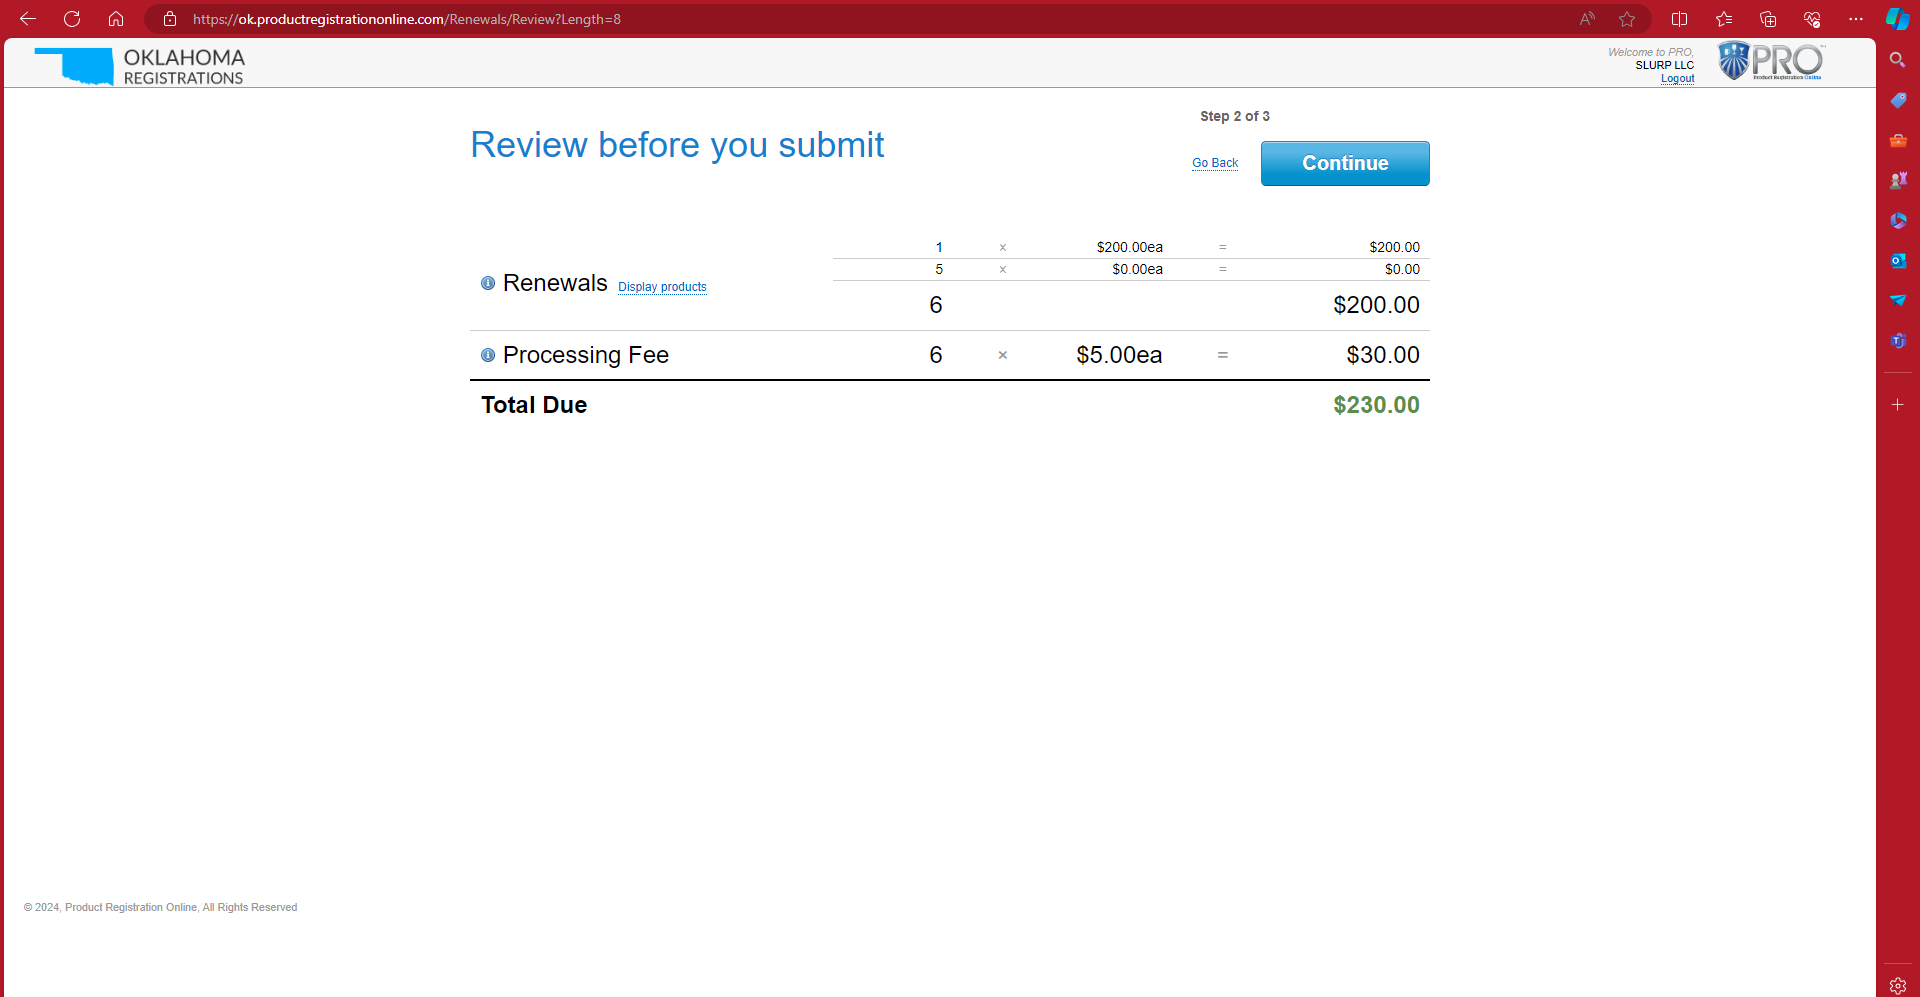 https://ok.productregistrationonline.com/Renewals/Review?Length=8
OKLAHOMA
REGISTRATIONS
Welcome to PRO,
SLURP LLC
Logout
PRO
Product Registration Online
Step 2 of 3
Review before you submit
Go Back
Continue
1 × $200.00ea = $200.00
5 × $0.00ea = $0.00
Renewals Display products
6 $200.00
Processing Fee 6 × $5.00ea = $30.00
Total Due $230.00
© 2024, Product Registration Online, All Rights Reserved